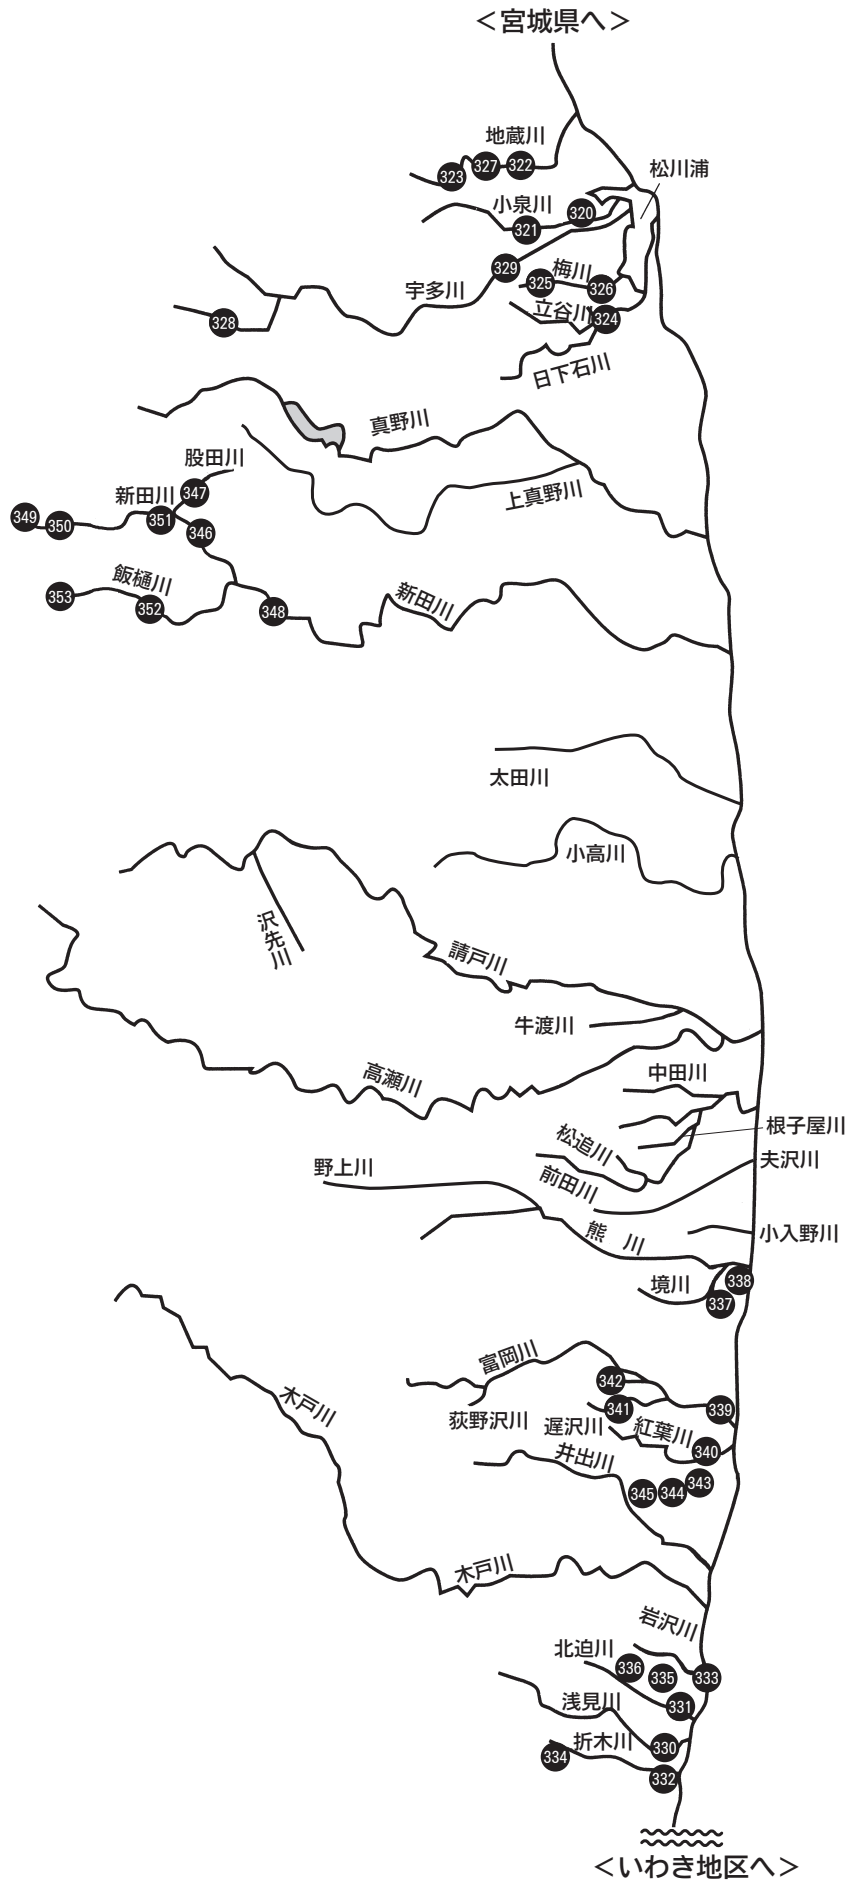 ＜宮城県へ＞
地蔵川
松川浦
323
327
322
小泉川
320
321
329
梅川
325
326
宇多川
立谷川
324
328
日下石川
真野川
股田川
新田川
347
上真野川
349
350
351
346
飯樋川
353
352
348
新田川
太田川
小高川
沢先川
請戸川
牛渡川
高瀬川
中田川
根子屋川
松追川
夫沢川
野上川
前田川
小入野川
熊　川
境川
338
337
富岡川
342
木戸川
341
339
荻野沢川
遅沢川
紅葉川
340
井出川
345
344
343
木戸川
岩沢川
北迫川
336
335
333
浅見川
331
折木川
330
334
332
＜いわき地区へ＞